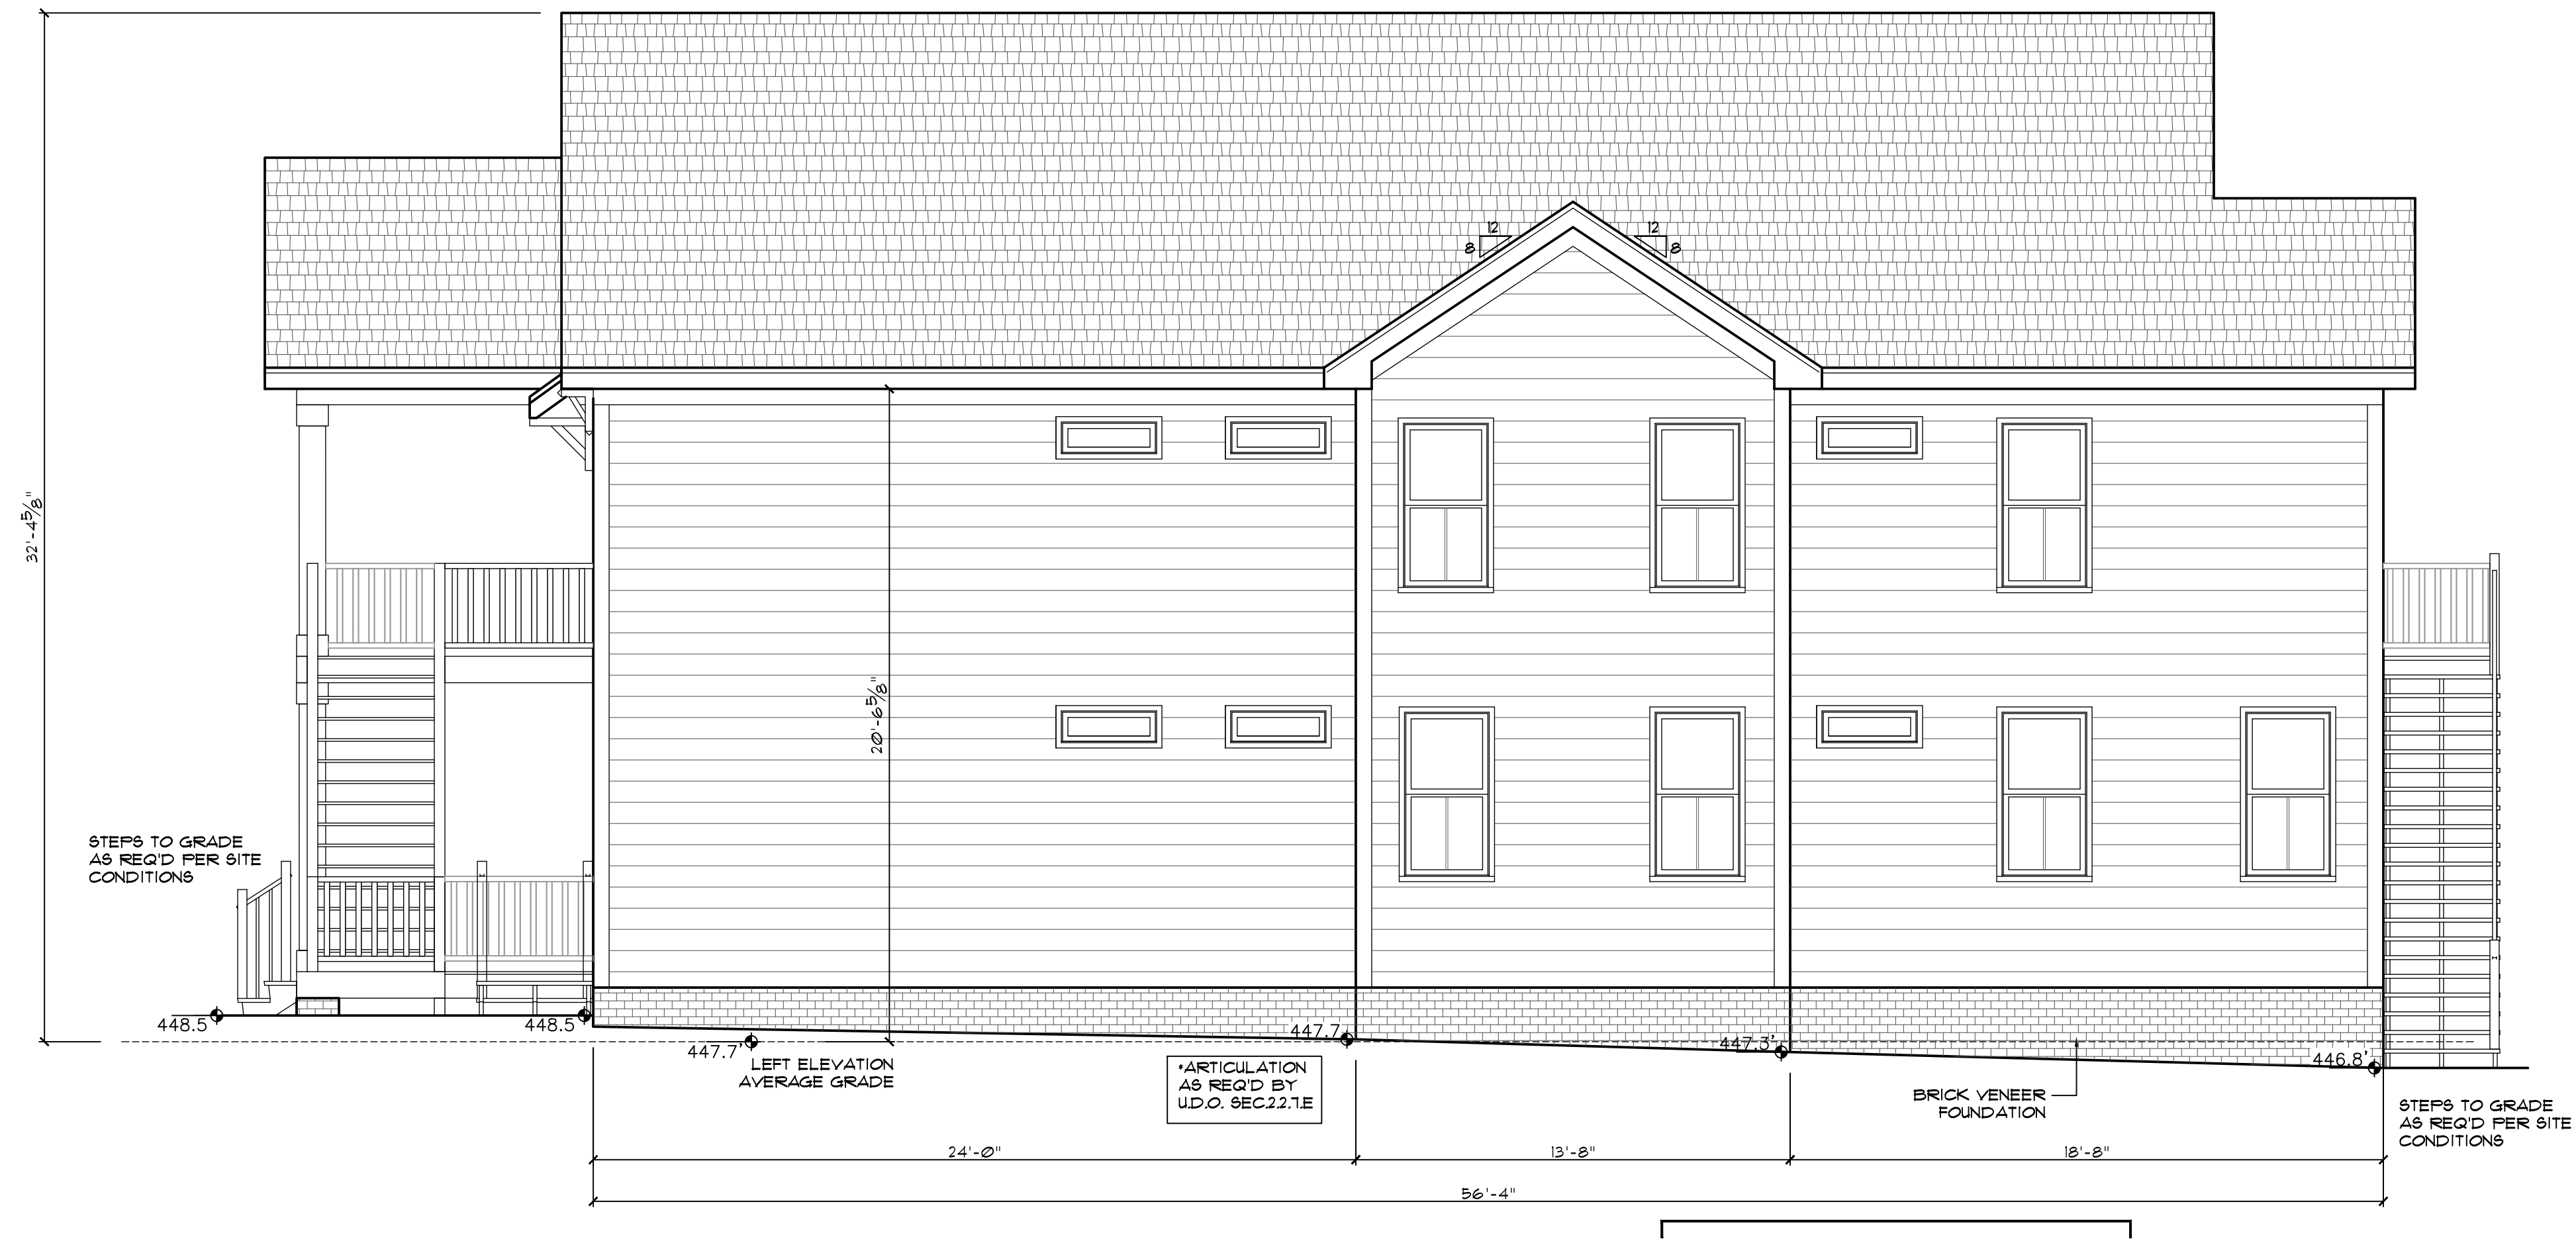 12
12
8
8
32'-4 5/8"
20'-6 5/8"
STEPS TO GRADE
AS REQ'D PER SITE
CONDITIONS
448.5
448.5
447.7'
447.7
447.3'
446.8'
LEFT ELEVATION
AVERAGE GRADE
*ARTICULATION
AS REQ'D BY
U.D.O. SEC.2.2.7.E
BRICK VENEER
FOUNDATION
STEPS TO GRADE
AS REQ'D PER SITE
CONDITIONS
24'-0"
13'-8"
18'-8"
56'-4"